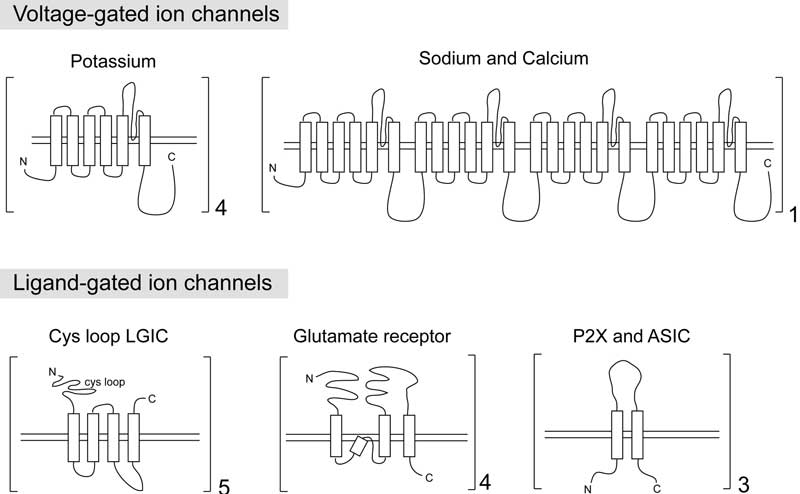 Voltage-gated ion channels
Potassium
Sodium and Calcium
N
C
4
N
C
1
Ligand-gated ion channels
Cys loop LGIC
Glutamate receptor
P2X and ASIC
N
cys loop
C
5
N
C
4
N
C
3